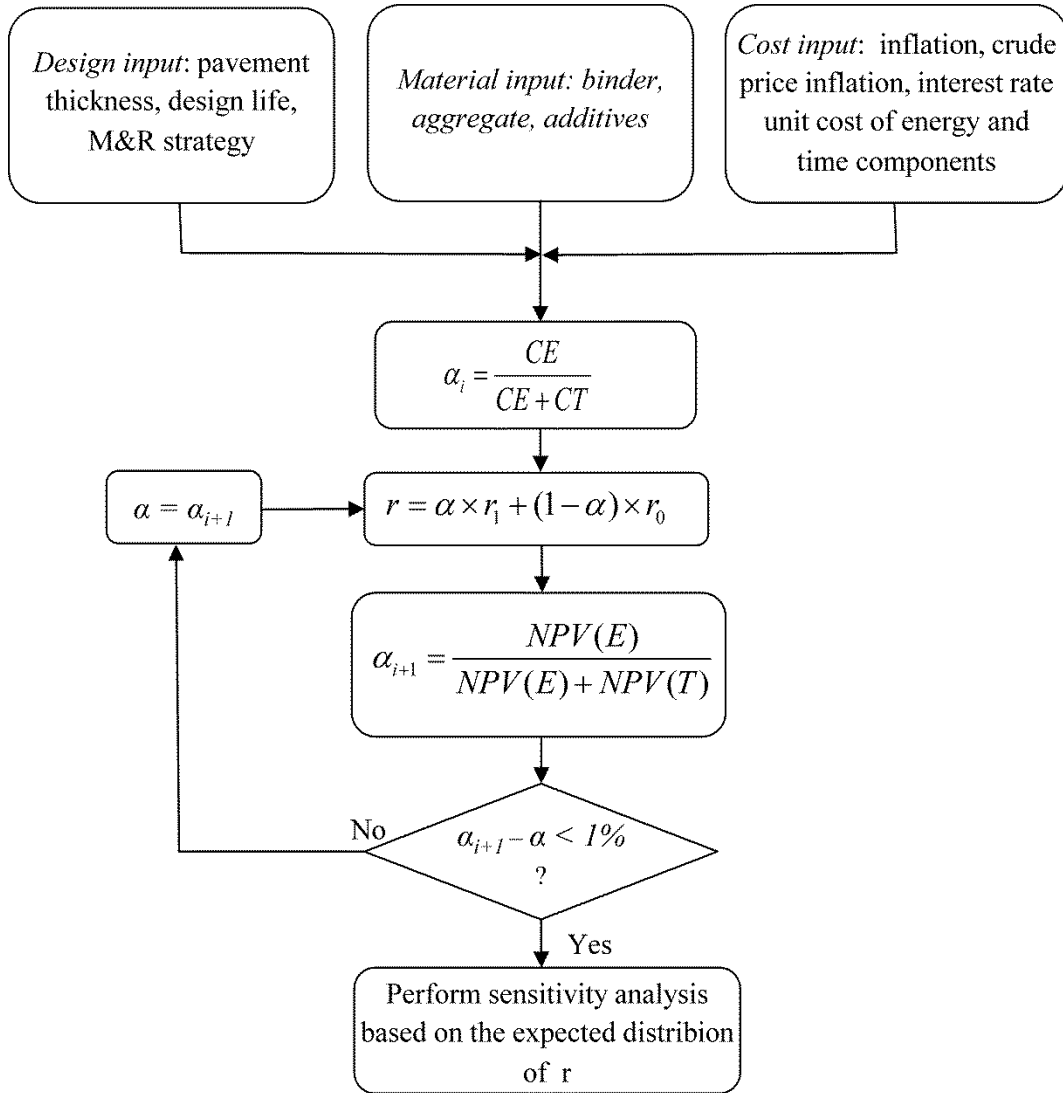 Design input: pavement
thickness, design life,
M&R strategy
Material input: binder,
aggregate, additives
Cost input: inflation, crude
price inflation, interest rate
unit cost of energy and
time components
α_i = CE / (CE + CT)
α = α_{i+1}
r = α × r_1 + (1 − α) × r_0
α_{i+1} = NPV(E) / (NPV(E) + NPV(T))
No
α_{i+1} − α < 1%
?
Yes
Perform sensitivity analysis
based on the expected distribion
of r